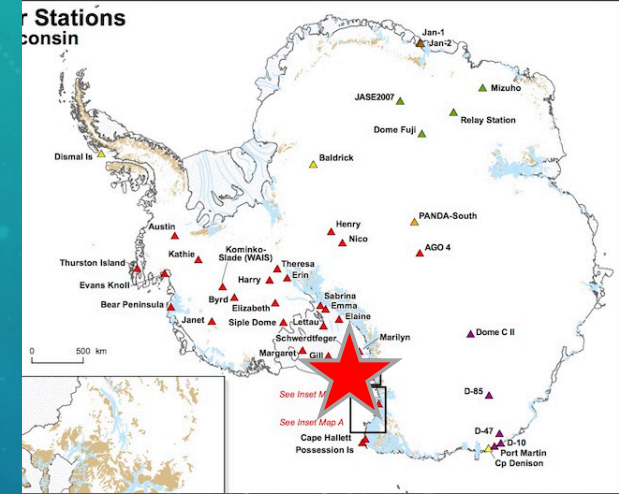 r Stations
consin
Jan-1
Jan-2
Mizuho
JASE2007
Relay Station
Dome Fuji
Dismal Is
Baldrick
PANDA-South
Henry
Austin
Nico
AGO 4
Kathie
Kominko-
Slade (WAIS)
Thurston Island
Theresa
Erin
Evans Knoll
Harry
Byrd
Sabrina
Emma
Bear Peninsula
Elizabeth
Elaine
Janet
Siple Dome
Lettau
Dome C II
Schwerdtfeger
Marilyn
Margaret
Gill
0
500 km
See Inset M
D-85
See Inset Map A
D-47
Cape Hallett
D-10
Possession Is
Port Martin
Cp Denison